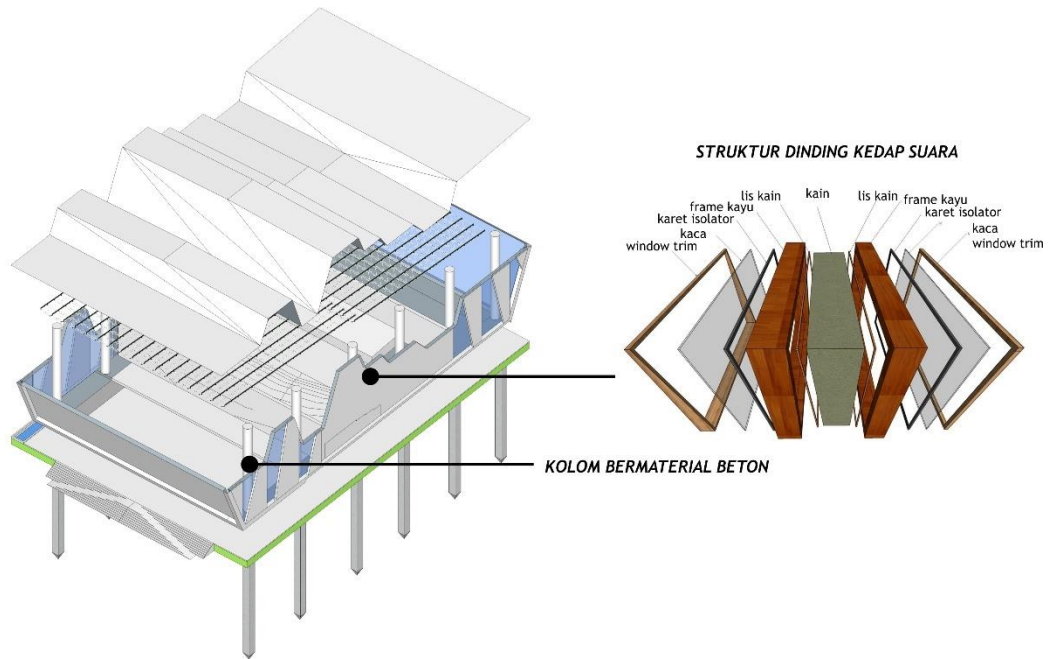 STRUKTUR DINDING KEDAP SUARA
kain
lis kain
lis kain
frame kayu
frame kayu
karet isolator
karet isolator
kaca
kaca
window trim
window trim
KOLOM BERMATERIAL BETON